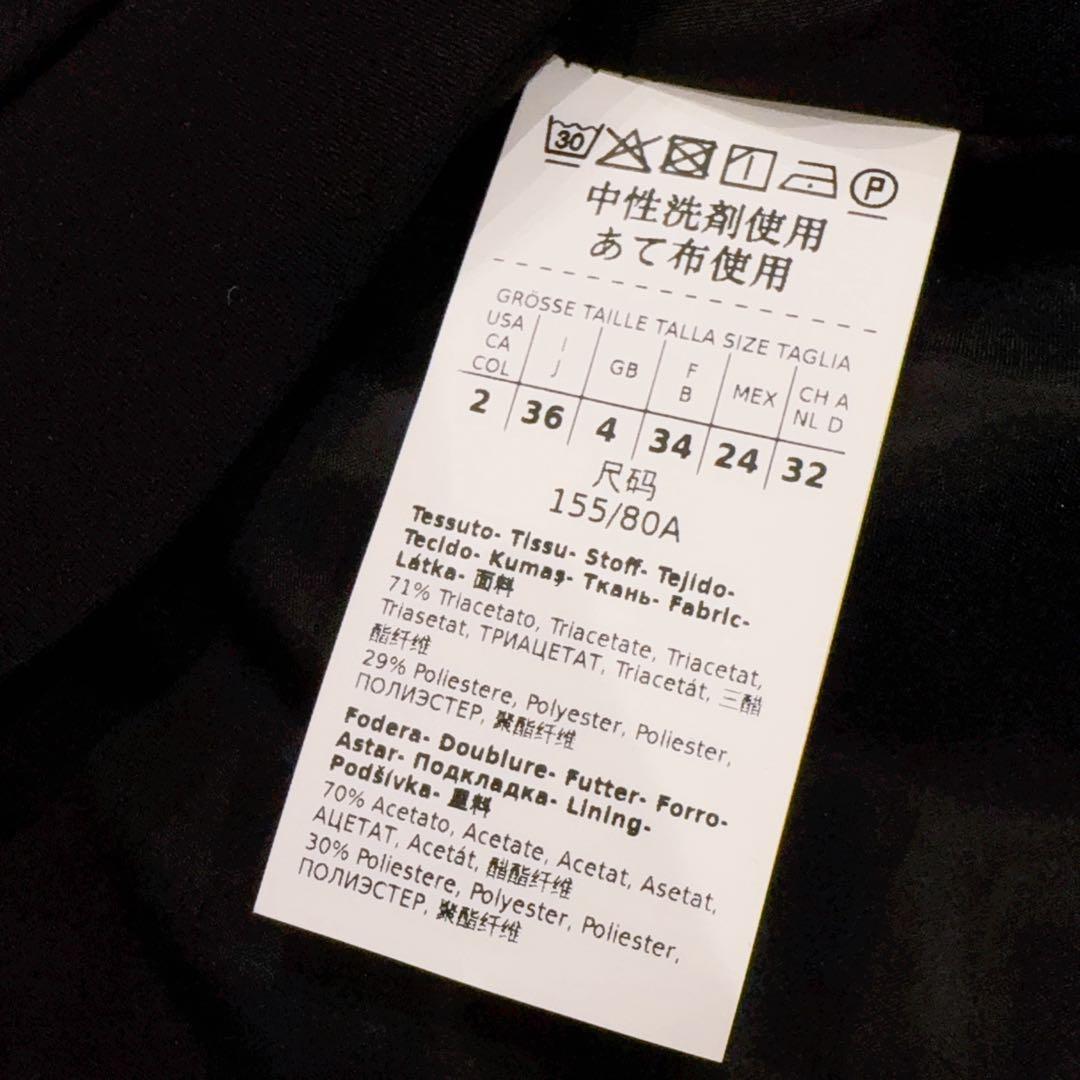 30 P
中性洗剤使用
あて布使用
GRÖSSE TAILLE TALLA SIZE TAGLIA
USA CA COL I J GB F B MEX CH A NL D
2 36 4 34 24 32
尺码
155/80A
Tessuto- Tissu- Stoff- Tejido-
Tecido- Kumaş- Ткань- Fabric-
Látka- 面料
71% Triacetato, Triacetate, Triacetat,
Triasetat, ТРИАЦЕТАТ, Triacetát, 三醋
酯纤维
29% Poliestere, Polyester, Poliester,
ПОЛИЭСТЕР, 聚酯纤维
Fodera- Doublure- Futter- Forro-
Astar- Подкладка- Lining-
Podšívka- 里料
70% Acetato, Acetate, Acetat, Asetat,
АЦЕТАТ, Acetát, 醋酯纤维
30% Poliestere, Polyester, Poliester,
ПОЛИЭСТЕР, 聚酯纤维